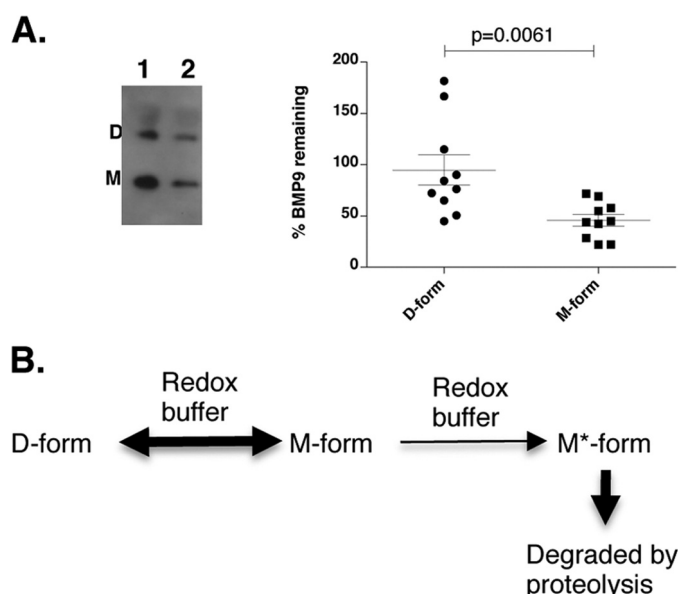 A.
1 2
D
M
p=0.0061
% BMP9 remaining
200
150
100
50
0
D-form
M-form
B.
Redox
buffer
Redox
buffer
D-form M-form M*-form
Degraded by
proteolysis